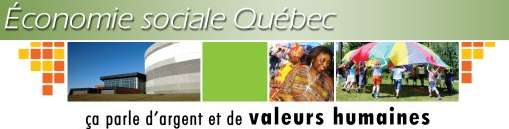 Économie sociale Québec
ça parle d'argent et de valeurs humaines